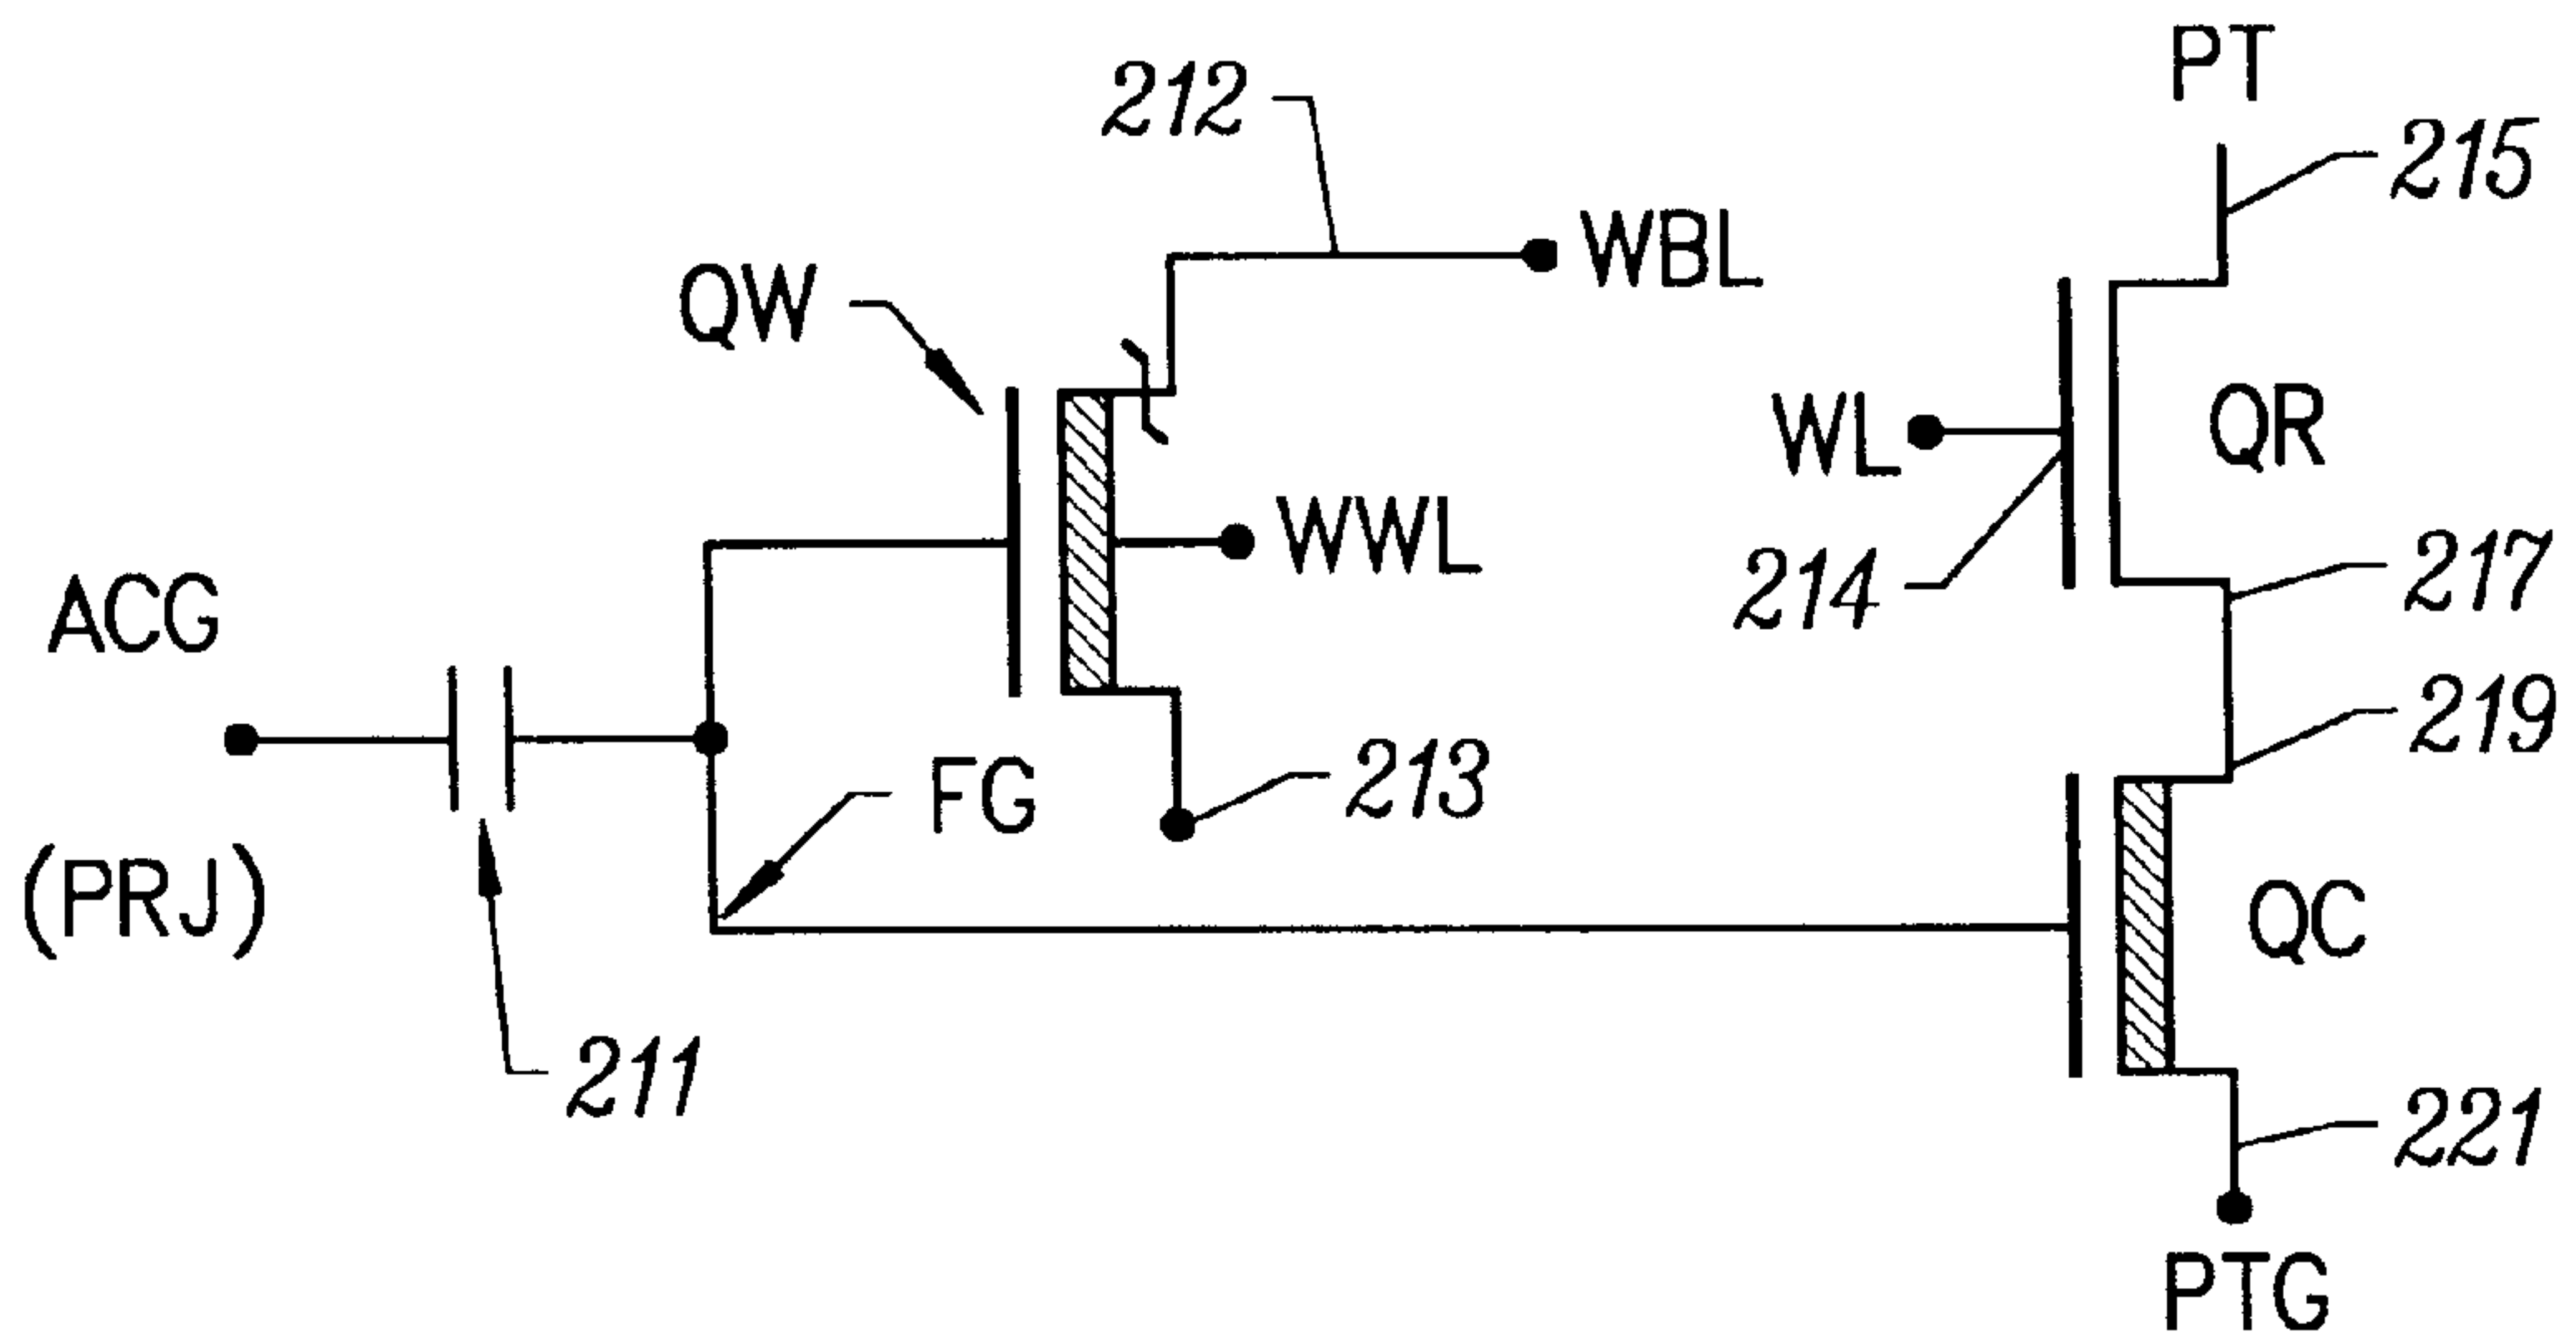 PT
212
215
WBL
QW
WL
QR
WWL
214
217
ACG
FG
213
219
(PRJ)
QC
211
221
PTG